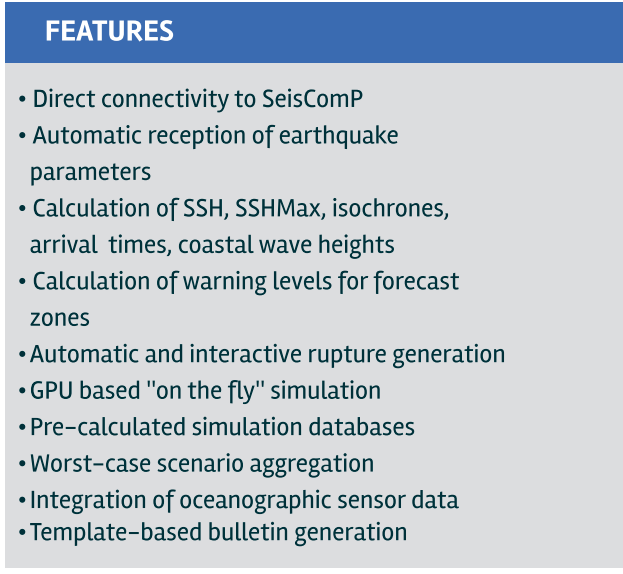 FEATURES
• Direct connectivity to SeisComP
• Automatic reception of earthquake
parameters
• Calculation of SSH, SSHMax, isochrones,
arrival times, coastal wave heights
• Calculation of warning levels for forecast
zones
• Automatic and interactive rupture generation
• GPU based "on the fly" simulation
• Pre-calculated simulation databases
• Worst-case scenario aggregation
• Integration of oceanographic sensor data
• Template-based bulletin generation